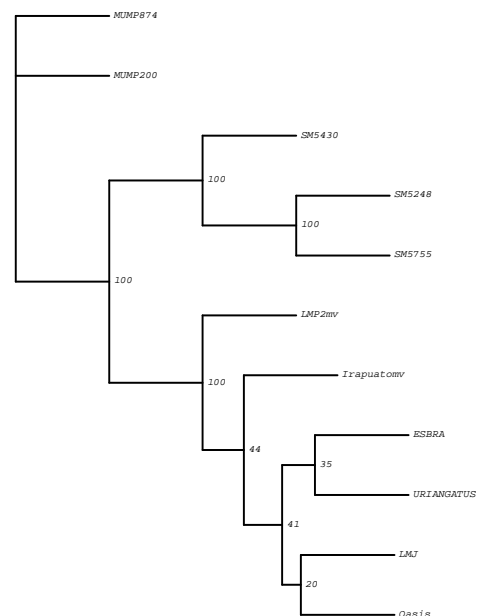 MUMP874
MUMP200
SM5430
100
SM5248
100
SM5755
100
LMP2mv
100
Irapuatomv
ESBRA
44
35
URIANGATUS
41
LMJ
20
Oasis